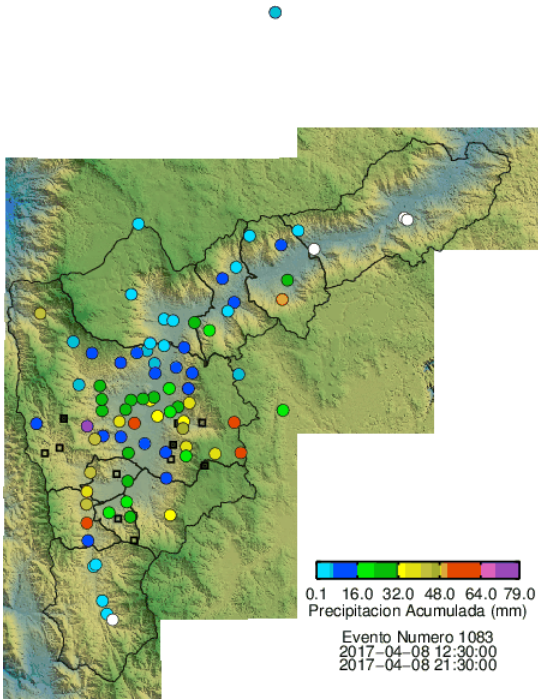 0.1 16.0 32.0 48.0 64.0 79.0
Precipitacion Acumulada (mm)
Evento Numero 1083
2017-04-08 12:30:00
2017-04-08 21:30:00